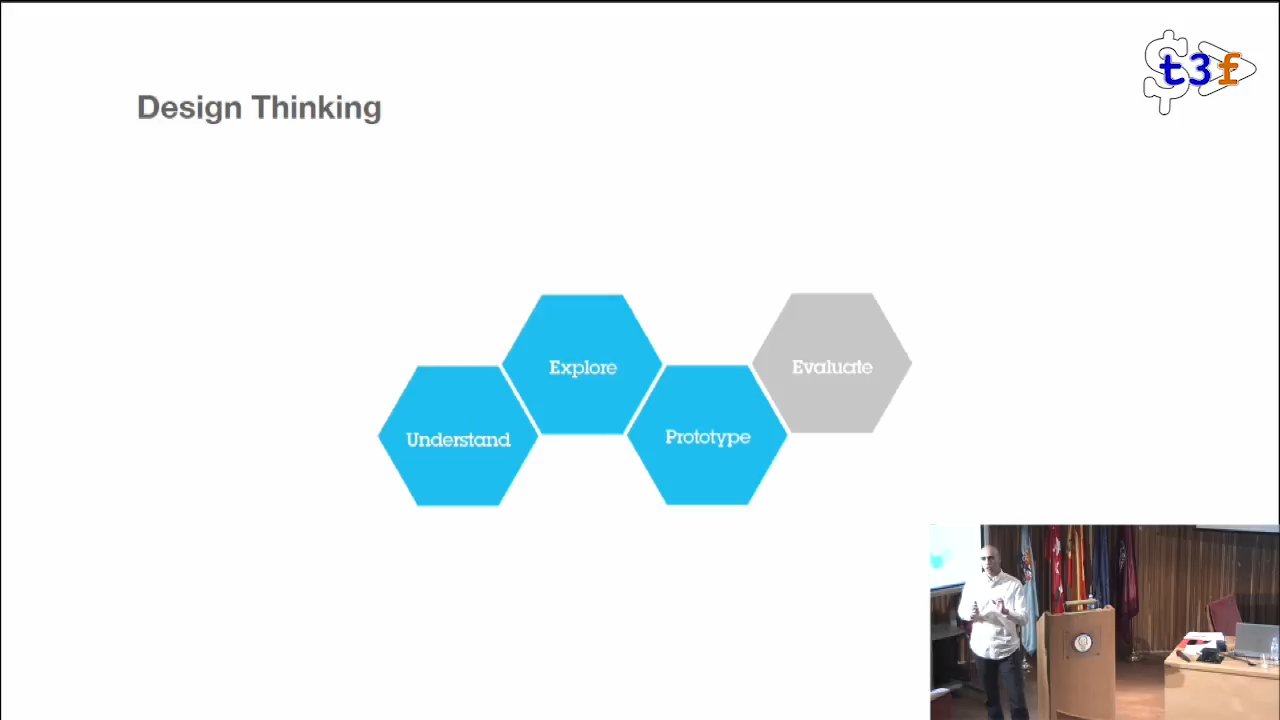 t3f
Design Thinking
Explore
Evaluate
Understand
Prototype